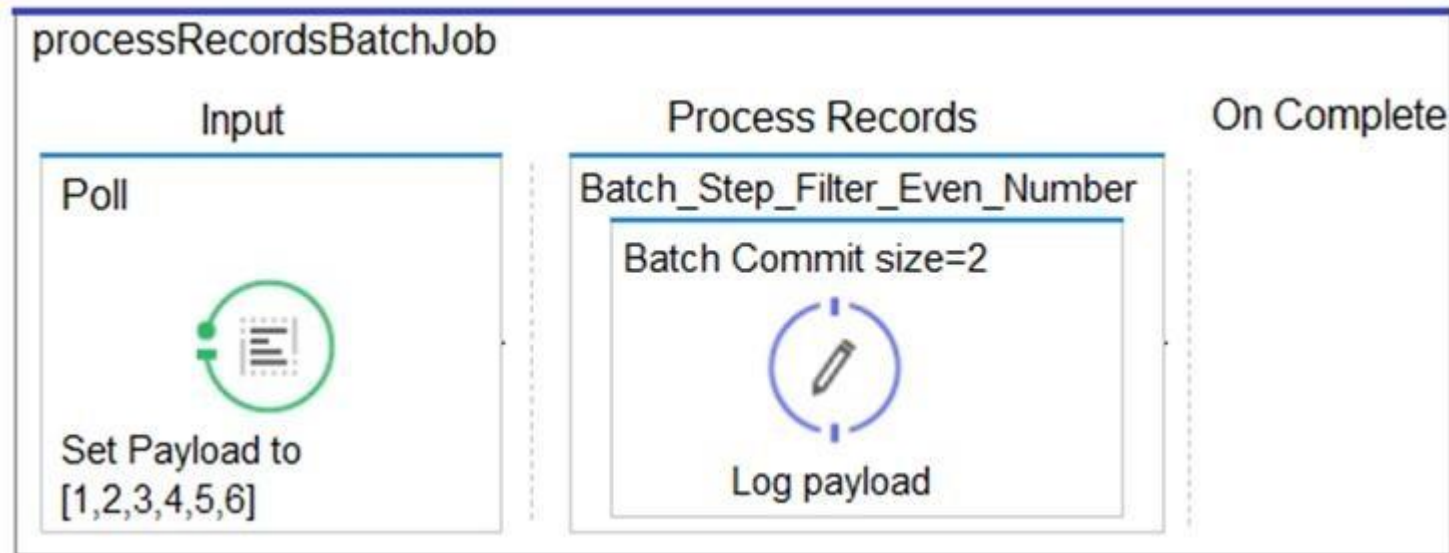 processRecordsBatchJob
Input
Process Records
On Complete
Poll
Batch_Step_Filter_Even_Number
Batch Commit size=2
Set Payload to
[1,2,3,4,5,6]
Log payload